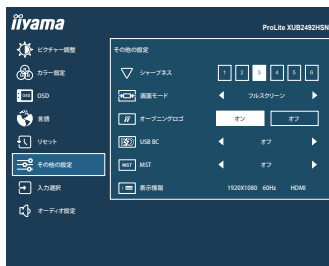 iiyama
ProLite XUB2492HSN
ピクチャー調整
カラー設定
OSD OSD
言語
リセット
その他の設定
入力選択
オーディオ設定
その他の設定
シャープネス 1 2 3 4 5 6
画面モード フルスクリーン
オープニングロゴ オン オフ
USB BC オフ
MST MST オフ
i 表示情報 1920X1080 60Hz HDMI